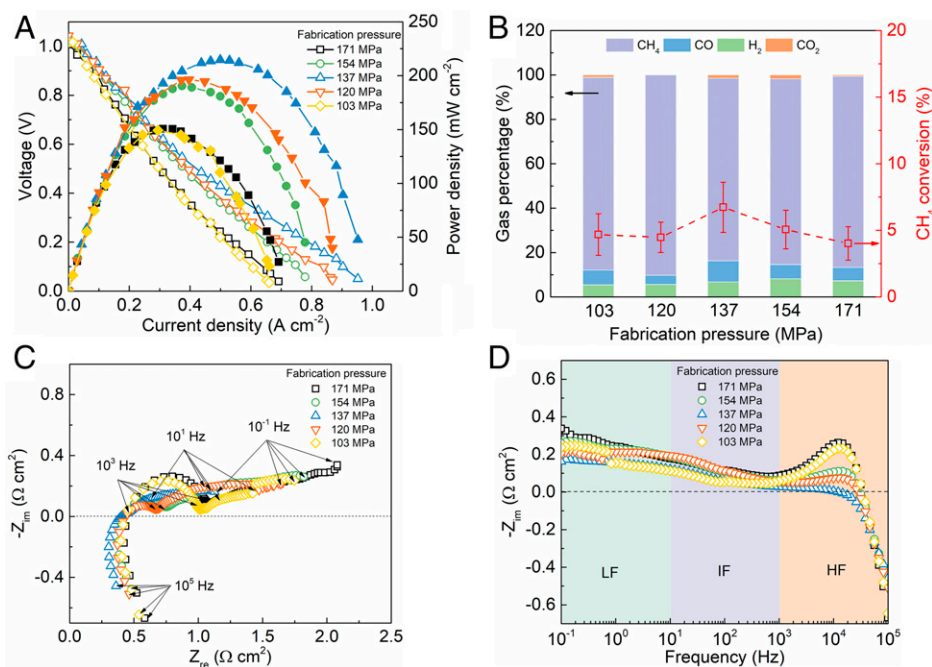 A
Fabrication pressure
171 MPa
154 MPa
137 MPa
120 MPa
103 MPa
Voltage (V)
1.0
0.8
0.6
0.4
0.2
0.0
0.0 0.2 0.4 0.6 0.8 1.0
Current density (A cm⁻²)
250
200
150
100
50
0
Power density (mW cm⁻²)
B
CH₄ CO H₂ CO₂
Gas percentage (%)
120
100
80
60
40
20
0
103 120 137 154 171
Fabrication pressure (MPa)
20
15
10
5
0
CH₄ conversion (%)
C
Fabrication pressure
171 MPa
154 MPa
137 MPa
120 MPa
103 MPa
10³ Hz
10¹ Hz
10⁻¹ Hz
10⁵ Hz
-Z_im (Ω cm²)
0.8
0.4
0.0
-0.4
0.0 0.5 1.0 1.5 2.0 2.5
Z_re (Ω cm²)
D
Fabrication pressure
171 MPa
154 MPa
137 MPa
120 MPa
103 MPa
-Z_im (Ω cm²)
0.6
0.4
0.2
0.0
-0.2
-0.4
-0.6
LF IF HF
10⁻¹ 10⁰ 10¹ 10² 10³ 10⁴ 10⁵
Frequency (Hz)